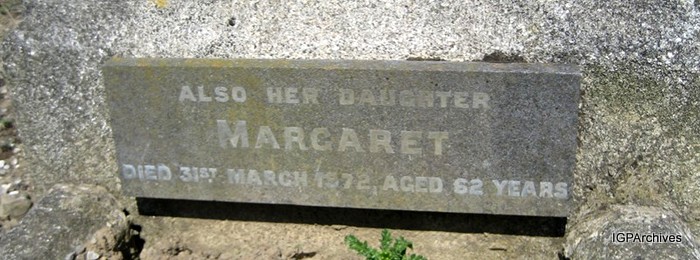 ALSO HER DAUGHTER
MARGARET
DIED 31ST MARCH 1972, AGED 62 YEARS
IGPArchives